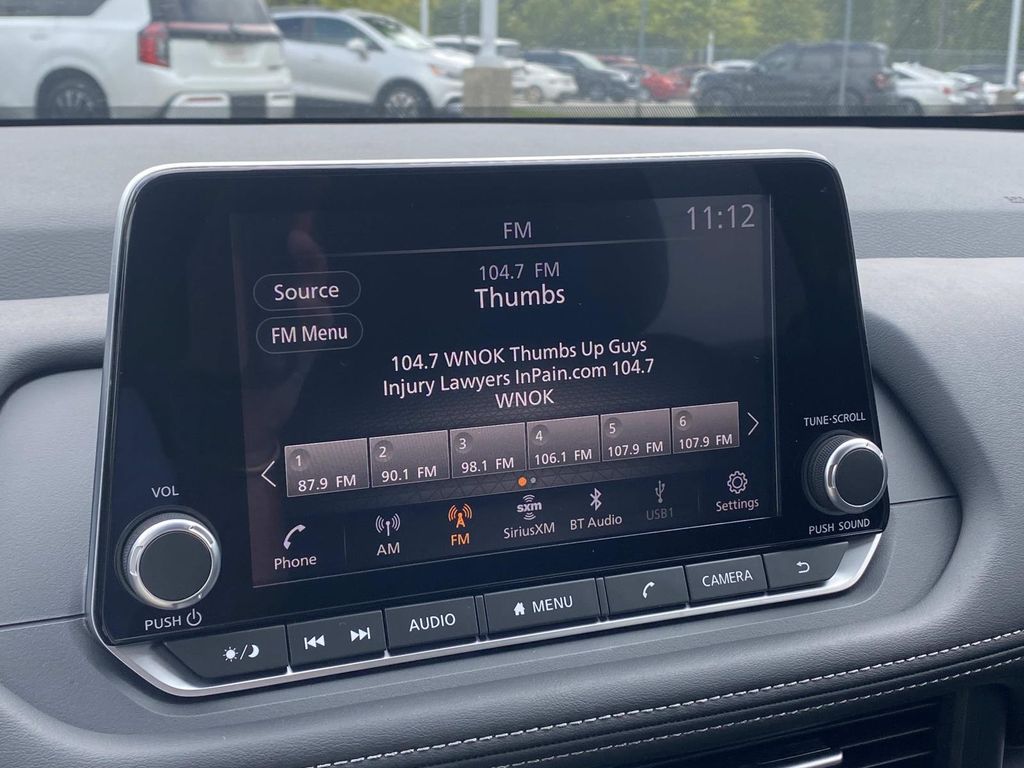 FM
11:12
104.7 FM
Thumbs
Source
FM Menu
104.7 WNOK Thumbs Up Guys
Injury Lawyers InPain.com 104.7
WNOK
1 2 3 4 5 6
87.9 FM 90.1 FM 98.1 FM 106.1 FM 107.9 FM 107.9 FM
Phone AM FM sxm SiriusXM BT Audio USB1 Settings
VOL
PUSH
TUNE·SCROLL
PUSH SOUND
AUDIO MENU CAMERA